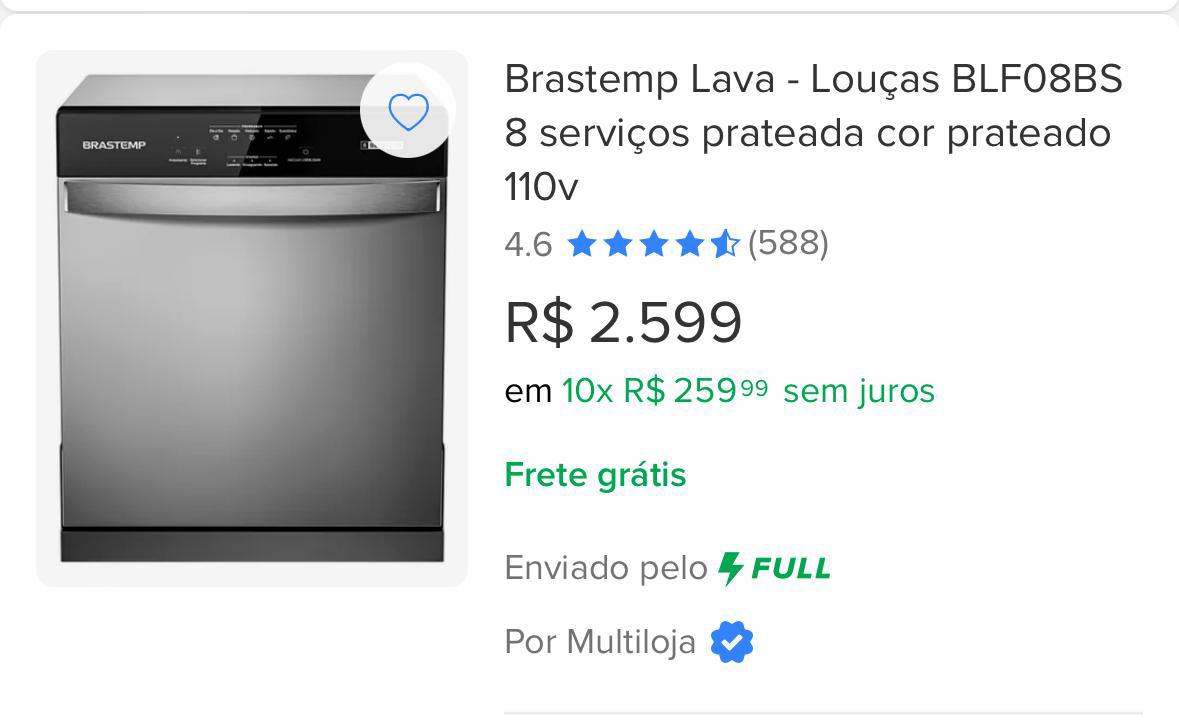 BRASTEMP
Brastemp Lava - Louças BLF08BS
8 serviços prateada cor prateado
110v
4.6 (588)
R$ 2.599
em 10x R$ 259 99 sem juros
Frete grátis
Enviado pelo FULL
Por Multiloja